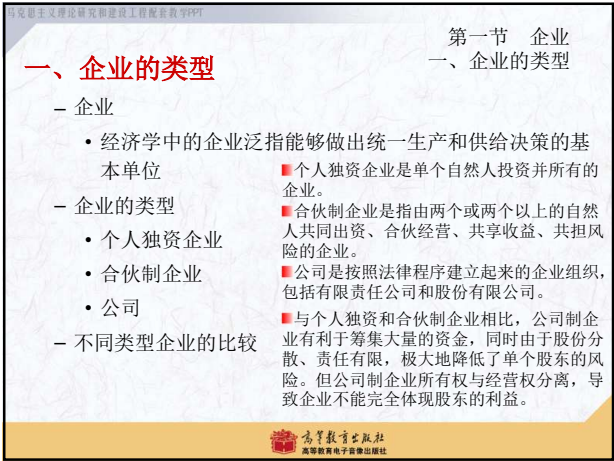 马克思主义理论研究和建设工程配套教学PPT
第一节　企业
一、企业的类型
一、企业的类型
– 企业
• 经济学中的企业泛指能够做出统一生产和供给决策的基
本单位
– 企业的类型
• 个人独资企业
• 合伙制企业
• 公司
– 不同类型企业的比较
个人独资企业是单个自然人投资并所有的
企业。
合伙制企业是指由两个或两个以上的自然
人共同出资、合伙经营、共享收益、共担风
险的企业。
公司是按照法律程序建立起来的企业组织，
包括有限责任公司和股份有限公司。
与个人独资和合伙制企业相比，公司制企
业有利于筹集大量的资金，同时由于股份分
散、责任有限，极大地降低了单个股东的风
险。但公司制企业所有权与经营权分离，导
致企业不能完全体现股东的利益。
高等教育出版社
高等教育电子音像出版社